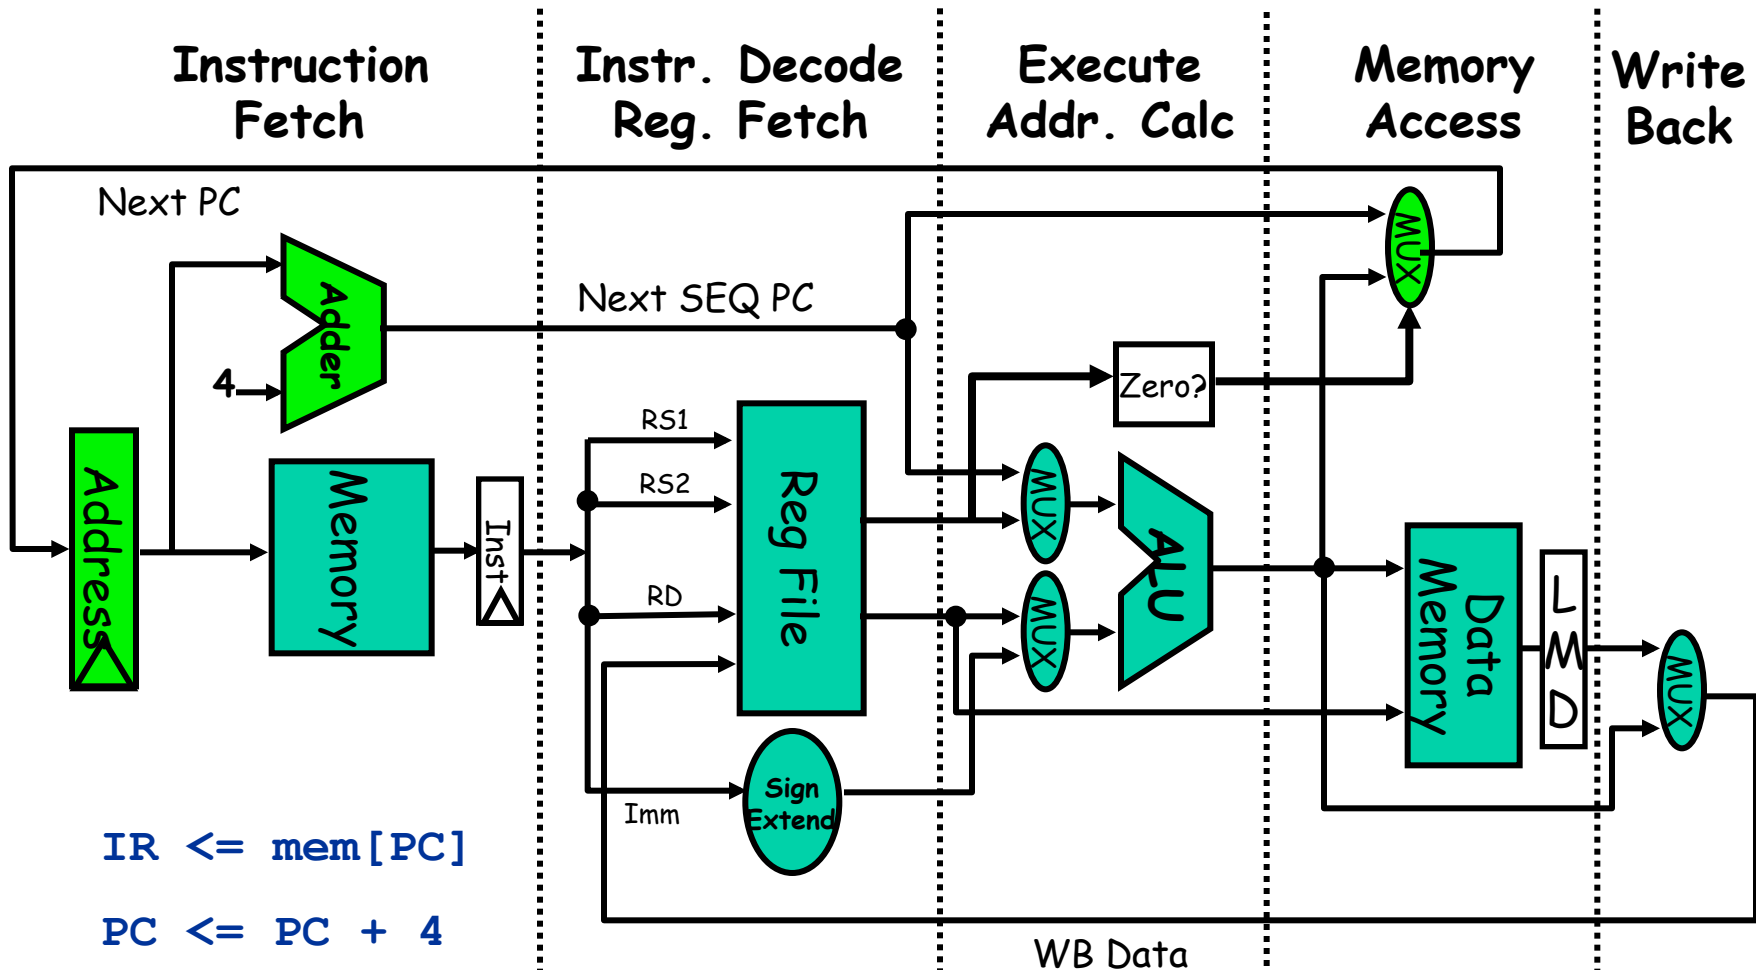 Instruction
Fetch
Instr. Decode
Reg. Fetch
Execute
Addr. Calc
Memory
Access
Write
Back
Next PC
Adder
4
Next SEQ PC
MUX
Zero?
Address
Memory
Inst
RS1
RS2
RD
Reg File
MUX
MUX
ALU
Data
Memory
L
M
D
MUX
Imm
Sign
Extend
IR <= mem[PC]
PC <= PC + 4
WB Data